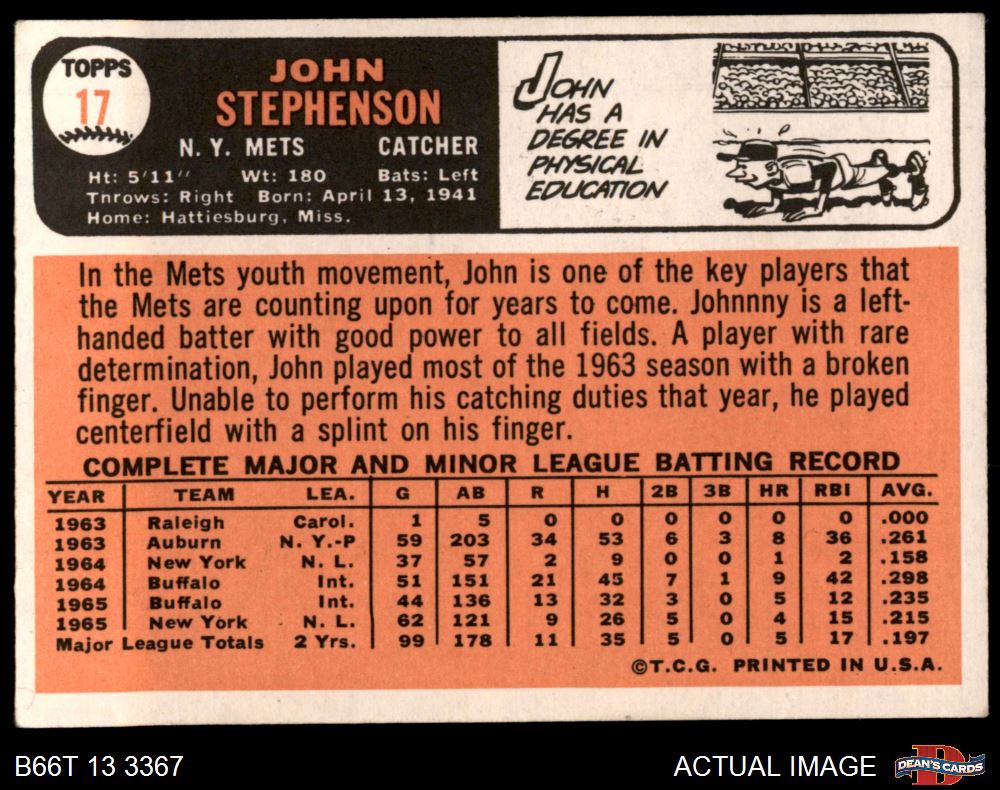 TOPPS
17
JOHN
STEPHENSON
N. Y. METS CATCHER
Ht: 5'11" Wt: 180 Bats: Left
Throws: Right Born: April 13, 1941
Home: Hattiesburg, Miss.
JOHN
HAS A
DEGREE IN
PHYSICAL
EDUCATION
In the Mets youth movement, John is one of the key players that
the Mets are counting upon for years to come. Johnnny is a left-
handed batter with good power to all fields. A player with rare
determination, John played most of the 1963 season with a broken
finger. Unable to perform his catching duties that year, he played
centerfield with a splint on his finger.
COMPLETE MAJOR AND MINOR LEAGUE BATTING RECORD
YEAR TEAM LEA. G AB R H 2B 3B HR RBI AVG.
1963 Raleigh Carol. 1 5 0 0 0 0 0 0 .000
1963 Auburn N. Y.-P 59 203 34 53 6 3 8 36 .261
1964 New York N. L. 37 57 2 9 0 0 1 2 .158
1964 Buffalo Int. 51 151 21 45 7 1 9 42 .298
1965 Buffalo Int. 44 136 13 32 3 0 5 12 .235
1965 New York N. L. 62 121 9 26 5 0 4 15 .215
Major League Totals 2 Yrs. 99 178 11 35 5 0 5 17 .197
©T.C.G. PRINTED IN U.S.A.
B66T 13 3367 ACTUAL IMAGE D DEAN'S CARDS